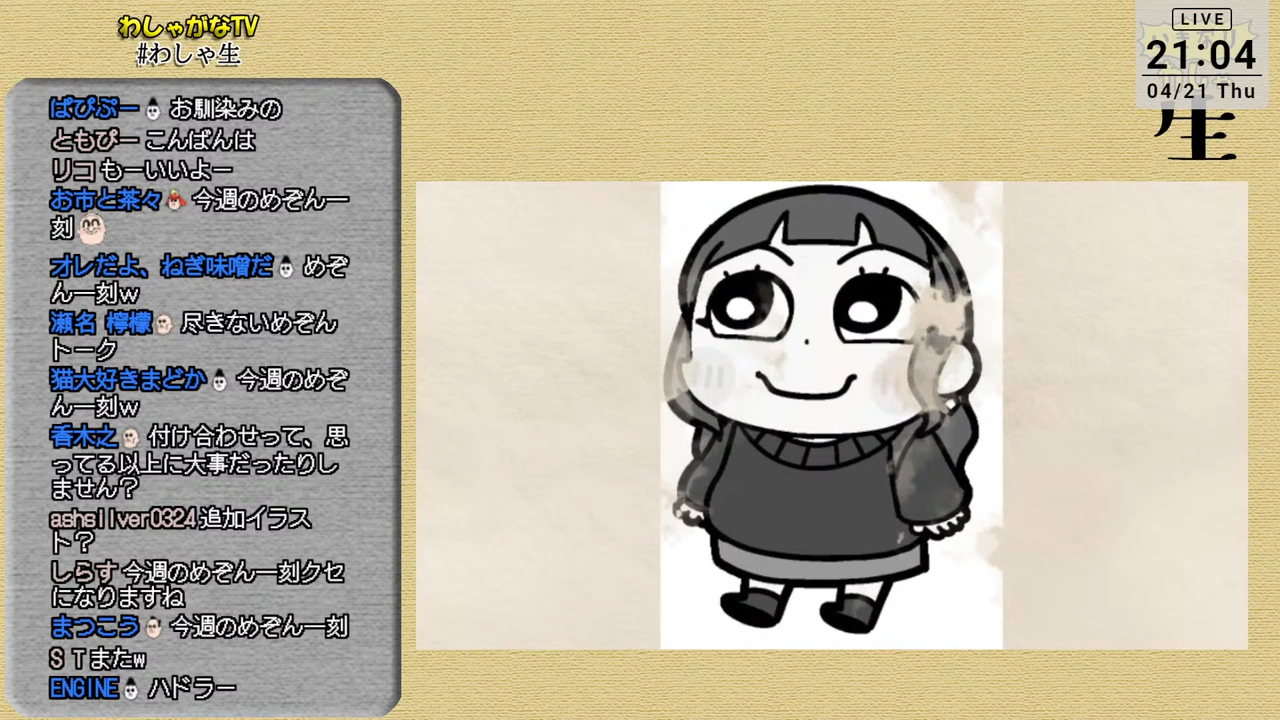 わしゃがなTV
#わしゃ生
ぱぴぷー お馴染みの
ともぴー こんばんは
リコ もーいいよー
お市と茶々 今週のめぞん一
刻
オレだよ、ねぎ味噌だ めぞ
ん一刻w
瀬名 檸檬 尽きないめぞん
トーク
猫大好きまどか 今週のめぞ
ん一刻w
香木之 付け合わせって、思
ってる以上に大事だったりし
ません？
ashsilver0324 追加イラス
ト？
しらす 今週のめぞん一刻クセ
になりますね
まつこう 今週のめぞん一刻
S T またw
ENGINE ハドラー
LIVE
21:04
04/21 Thu
生